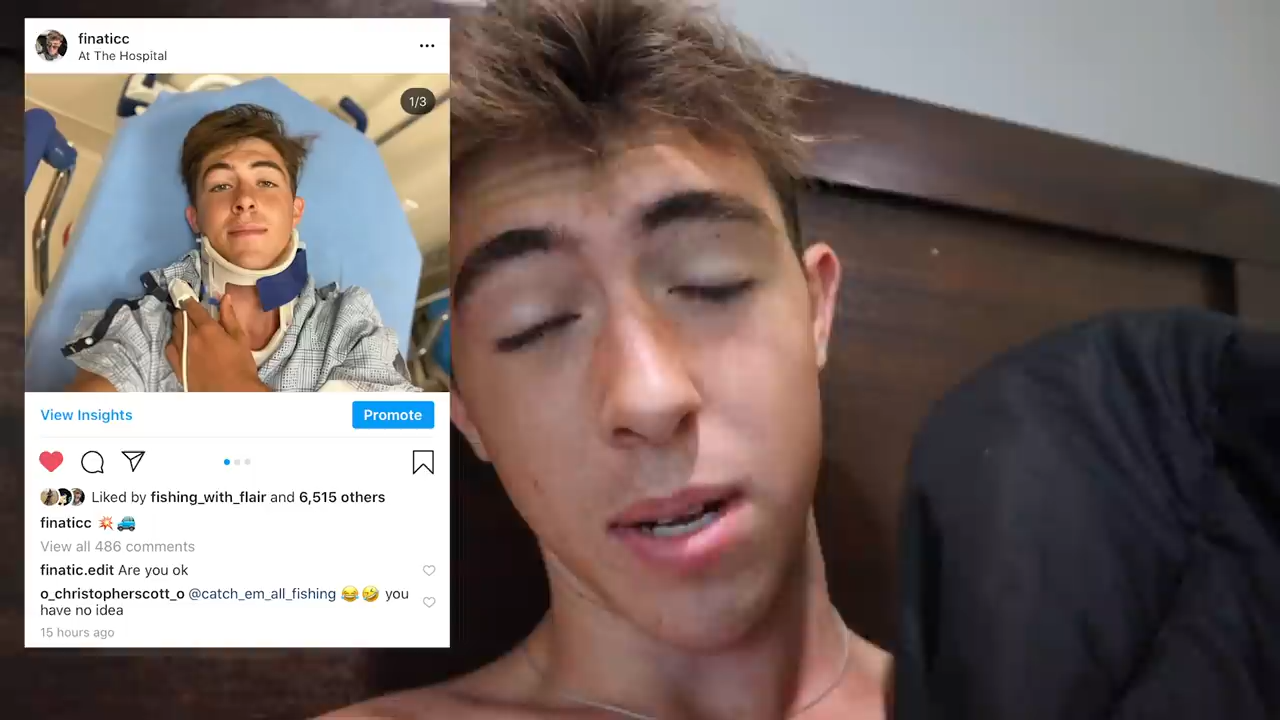 finaticc
At The Hospital
1/3
View Insights
Promote
Liked by fishing_with_flair and 6,515 others
finaticc 💥🚙
View all 486 comments
finatic.edit Are you ok
o_christopherscott_o @catch_em_all_fishing 😂🤣 you
have no idea
15 hours ago